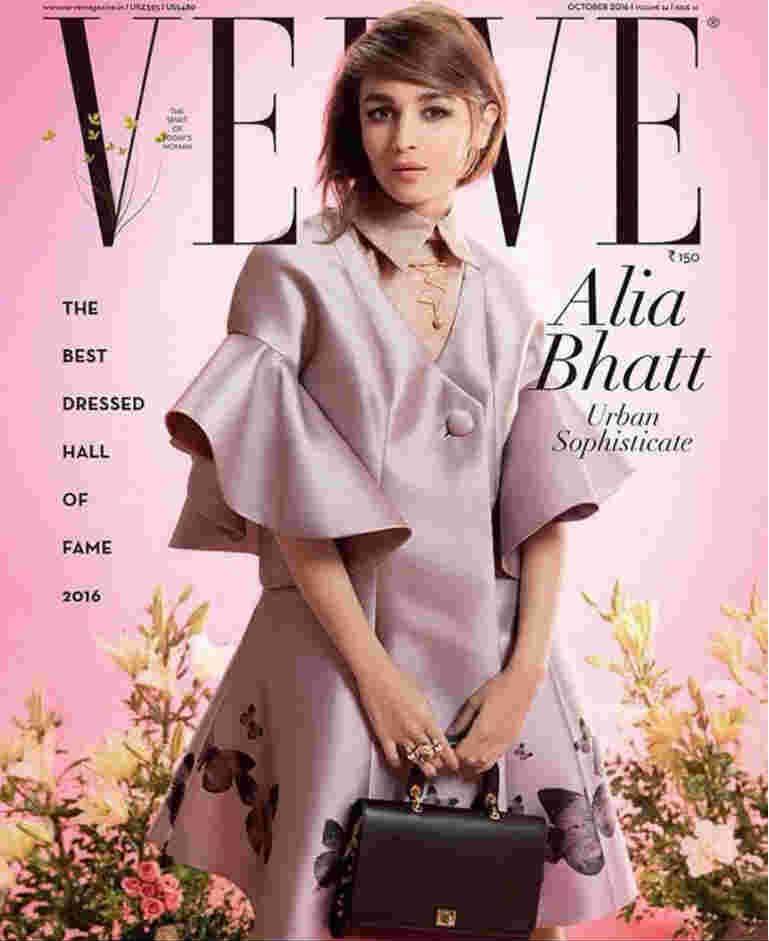 OCTOBER 2016
VERVE
®
THE
SPIRIT
OF
TODAY'S
WOMAN
₹150
Alia
Bhatt
Urban
Sophisticate
THE
BEST
DRESSED
HALL
OF
FAME
2016